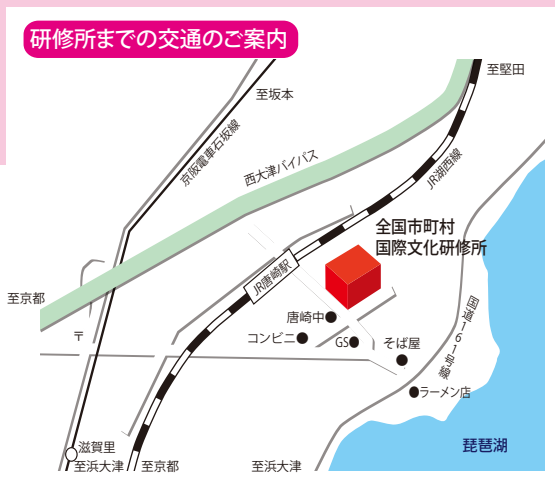 研修所までの交通のご案内
至堅田
至坂本
京阪電車石坂線
西大津バイパス
JR湖西線
全国市町村
国際文化研修所
JR唐崎駅
至京都
唐崎中
国道161号線
〒
コンビニ
GS
そば屋
ラーメン店
滋賀里
琵琶湖
至浜大津
至京都
至浜大津